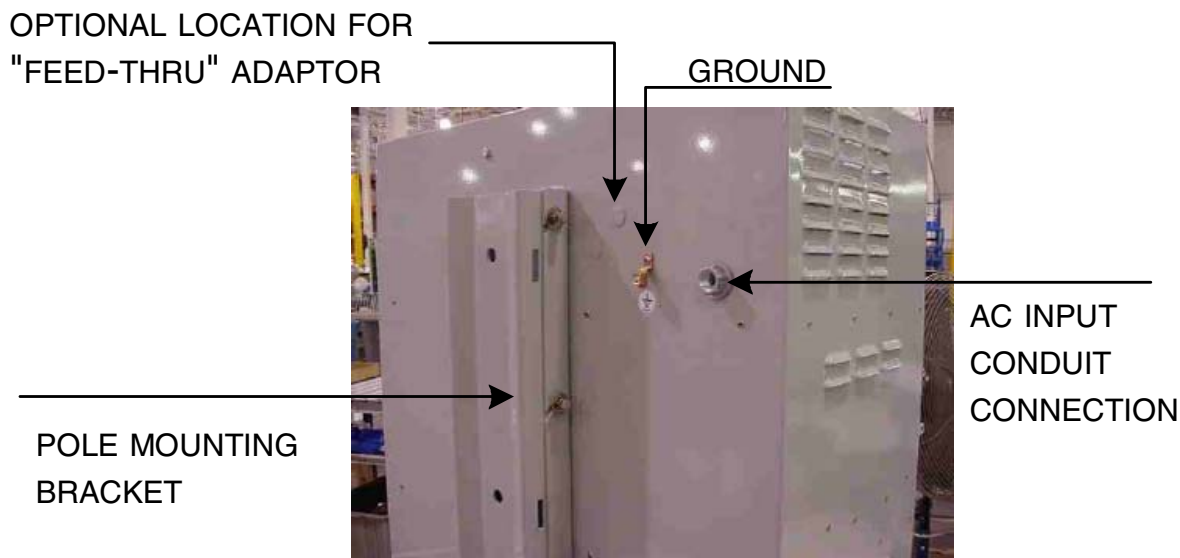 OPTIONAL LOCATION FOR
"FEED-THRU" ADAPTOR
GROUND
AC INPUT
CONDUIT
CONNECTION
POLE MOUNTING
BRACKET